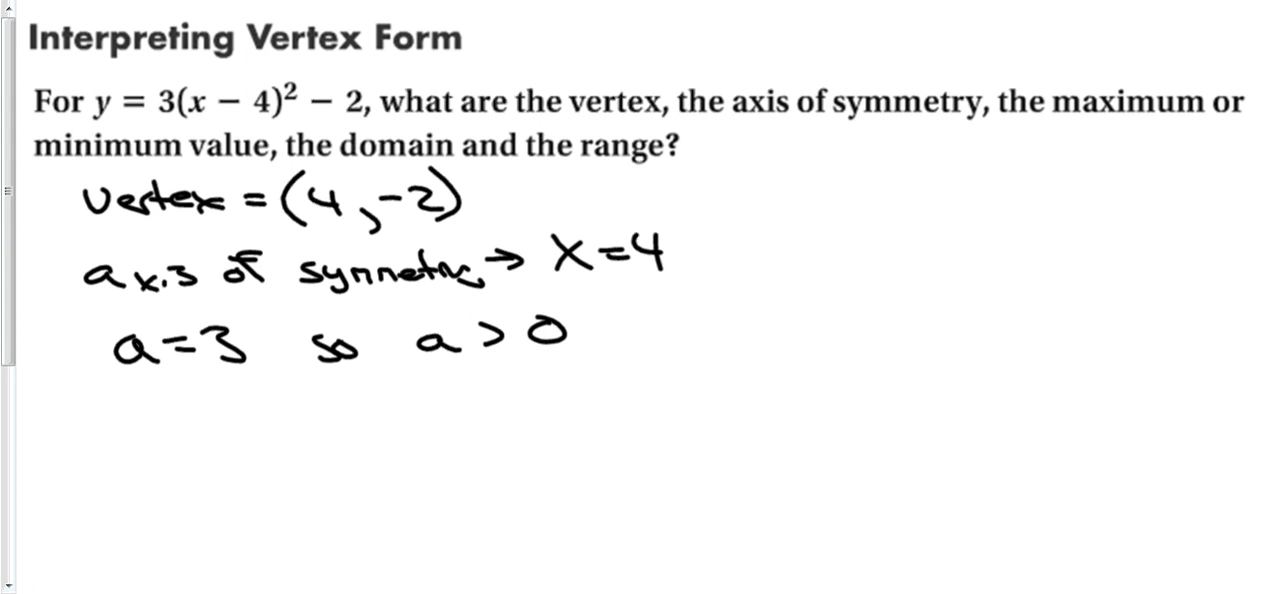 Interpreting Vertex Form
For y = 3(x − 4)² − 2, what are the vertex, the axis of symmetry, the maximum or
minimum value, the domain and the range?
Vertex = (4, -2)
axis of symmetry → x = 4
a = 3 so a > 0